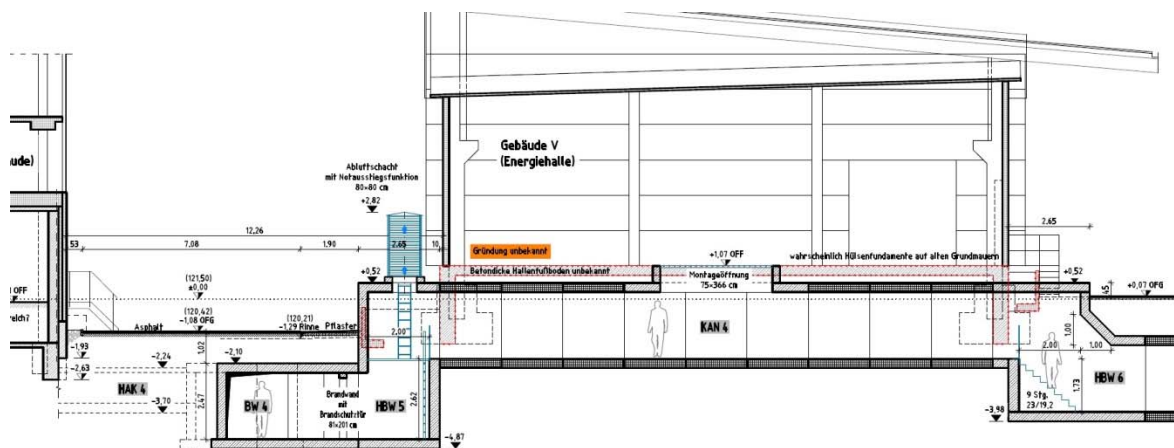 ude)
Gebäude V
(Energiehalle)
Abluftschacht
mit Notausstiegsfunktion
80×80 cm
+2,82
12,26
53
7,08
1,90
2,65
10
2,65
Gründung unbekannt
+1,07 OFF
wahrscheinlich Hülsenfundamente auf alten Grundmauern
Betondicke Hallenfußboden unbekannt
Montageöffnung
75×366 cm
+0,52
+0,52
45
+0,07 OFG
(121,50)
±0,00
0 OFF
reich?
(120,42)
-1,08 OFG
(120,21)
-1,29 Rinne
Pflaster
Asphalt
2,00
KAN 4
1,00
2,00
1,00
-1,93
-2,63
1,02
-2,24
-2,10
HAK 4
-3,70
2,47
BW 4
Brandwand
mit
Brandschutztür
81×201 cm
HBW 5
2,62
-4,87
1,73
HBW 6
9 Stg.
23/19,2
-3,98